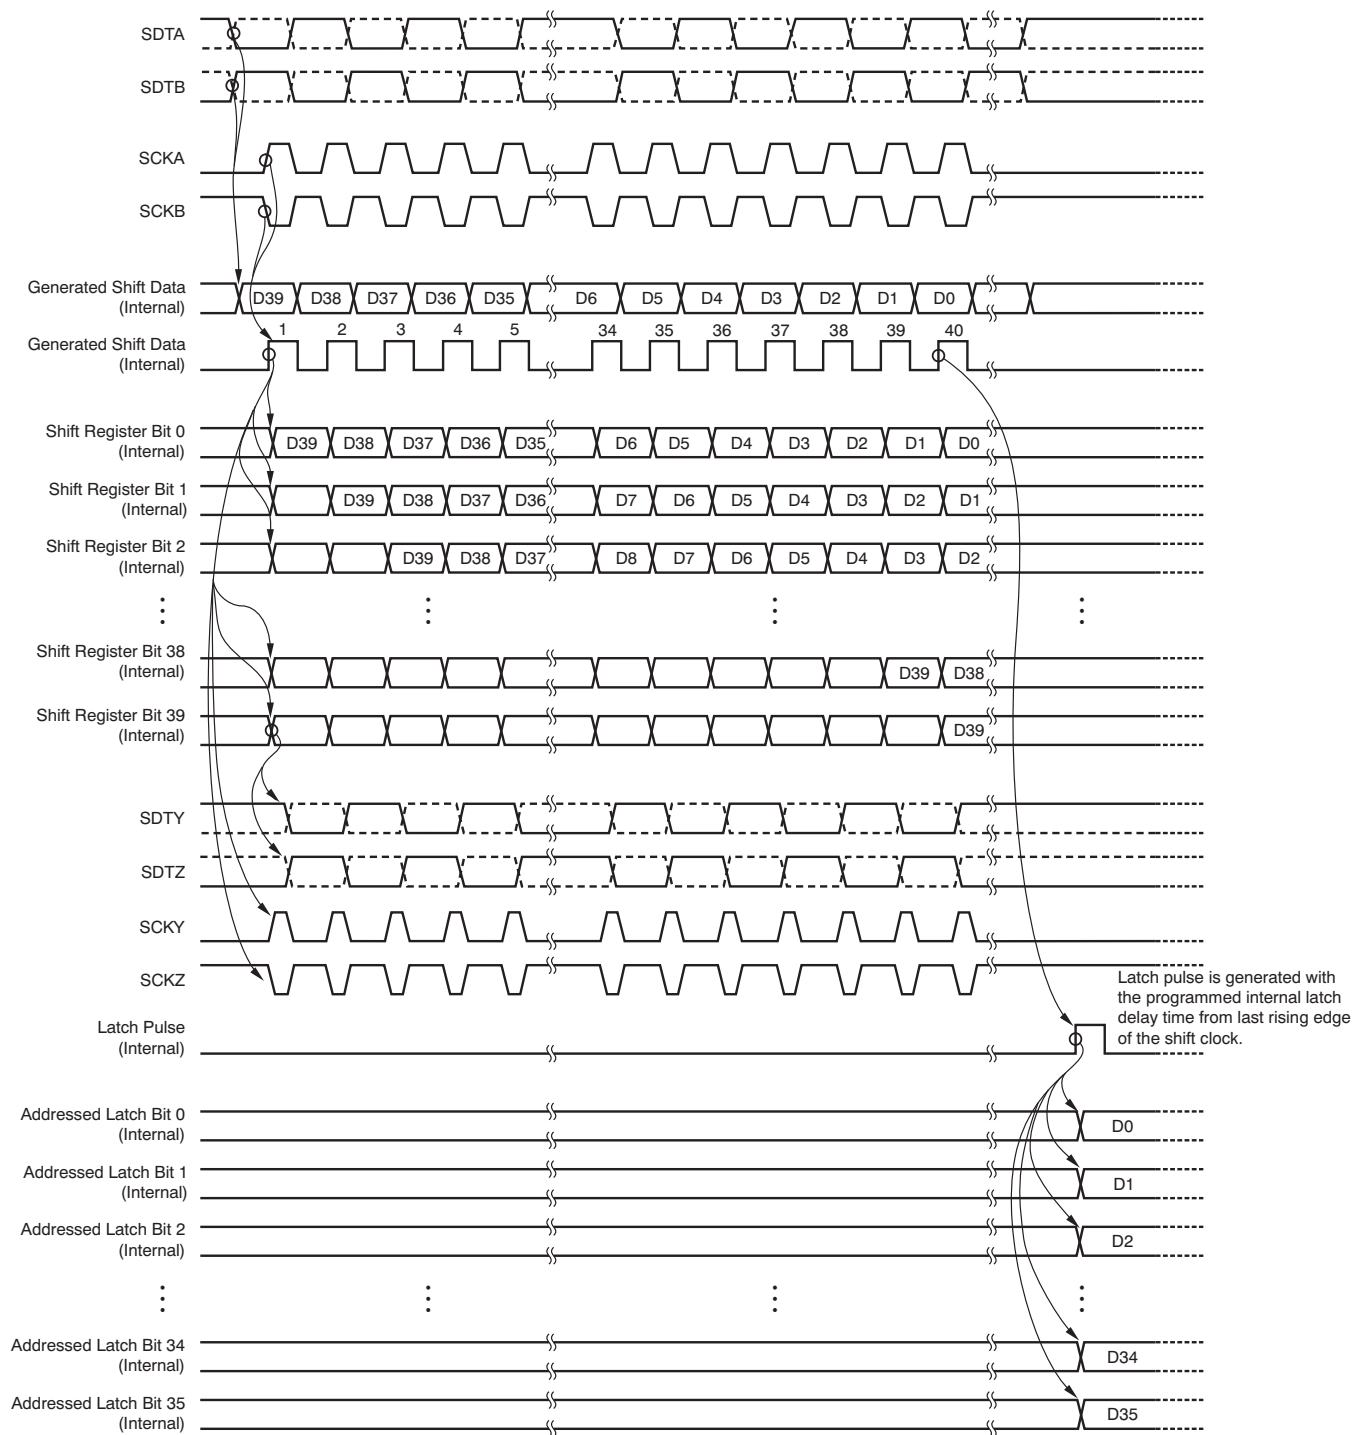 SDTA
SDTB
SCKA
SCKB
Generated Shift Data
(Internal)
D39 D38 D37 D36 D35 D6 D5 D4 D3 D2 D1 D0
1 2 3 4 5 34 35 36 37 38 39 40
Generated Shift Data
(Internal)
Shift Register Bit 0
(Internal)
D39 D38 D37 D36 D35 D6 D5 D4 D3 D2 D1 D0
Shift Register Bit 1
(Internal)
D39 D38 D37 D36 D7 D6 D5 D4 D3 D2 D1
Shift Register Bit 2
(Internal)
D39 D38 D37 D8 D7 D6 D5 D4 D3 D2
Shift Register Bit 38
(Internal)
D39 D38
Shift Register Bit 39
(Internal)
D39
SDTY
SDTZ
SCKY
SCKZ
Latch pulse is generated with
the programmed internal latch
delay time from last rising edge
of the shift clock.
Latch Pulse
(Internal)
Addressed Latch Bit 0
(Internal)
D0
Addressed Latch Bit 1
(Internal)
D1
Addressed Latch Bit 2
(Internal)
D2
Addressed Latch Bit 34
(Internal)
D34
Addressed Latch Bit 35
(Internal)
D35